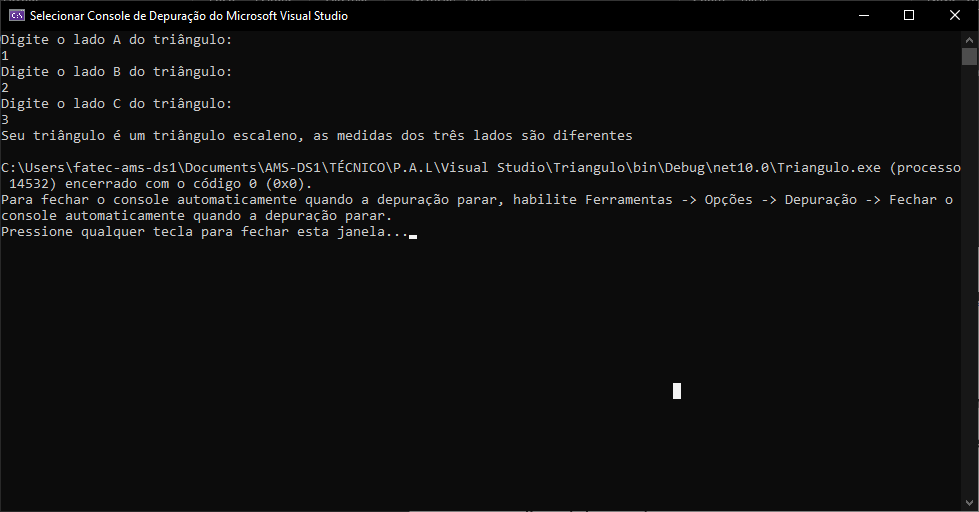 Selecionar Console de Depuração do Microsoft Visual Studio
Digite o lado A do triângulo:
1
Digite o lado B do triângulo:
2
Digite o lado C do triângulo:
3
Seu triângulo é um triângulo escaleno, as medidas dos três lados são diferentes
C:\Users\fatec-ams-ds1\Documents\AMS-DS1\TÉCNICO\P.A.L\Visual Studio\Triangulo\bin\Debug\net10.0\Triangulo.exe (processo
14532) encerrado com o código 0 (0x0).
Para fechar o console automaticamente quando a depuração parar, habilite Ferramentas -> Opções -> Depuração -> Fechar o
console automaticamente quando a depuração parar.
Pressione qualquer tecla para fechar esta janela...